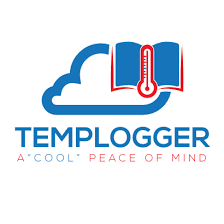 TEMPLOGGER
A"COOL" PEACE OF MIND